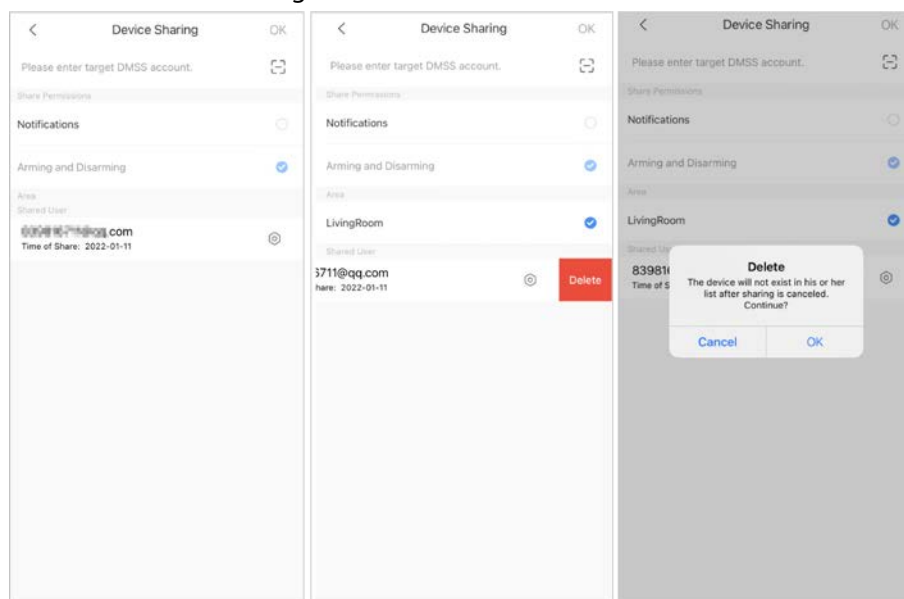 Device Sharing OK
Please enter target DMSS account.
Share Permissions
Notifications
Arming and Disarming
Area
Shared User
.com
Time of Share: 2022-01-11
Device Sharing OK
Please enter target DMSS account.
Share Permissions
Notifications
Arming and Disarming
Area
LivingRoom
Shared User
5711@qq.com
hare: 2022-01-11
Delete
Device Sharing OK
Please enter target DMSS account.
Share Permissions
Notifications
Arming and Disarming
Area
LivingRoom
Shared
83981
Time of S
Delete
The device will not exist in his or her
list after sharing is canceled.
Continue?
Cancel OK